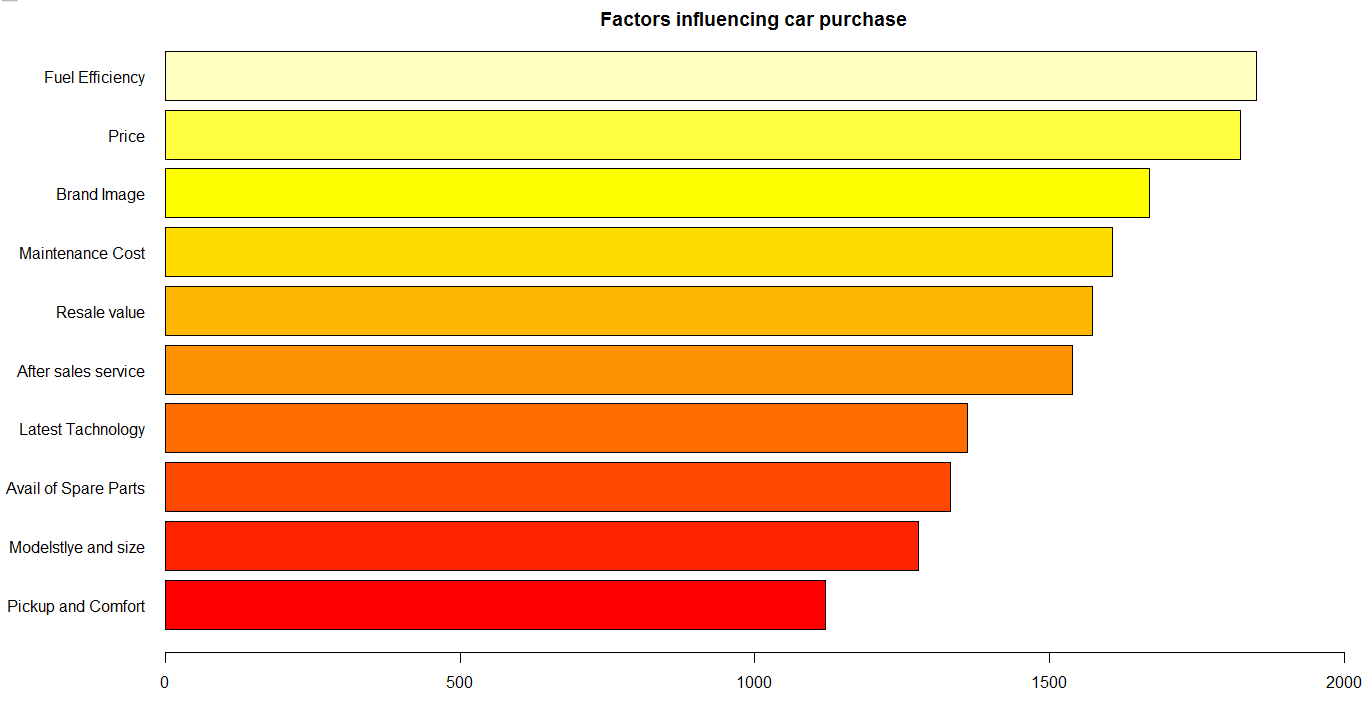 Factors influencing car purchase
Fuel Efficiency
Price
Brand Image
Maintenance Cost
Resale value
After sales service
Latest Tachnology
Avail of Spare Parts
Modelstlye and size
Pickup and Comfort
0 500 1000 1500 2000